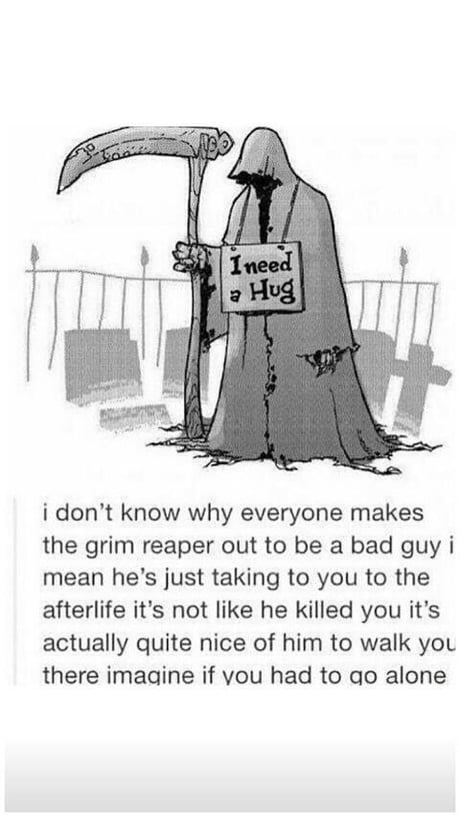 I need
a Hug
i don't know why everyone makes
the grim reaper out to be a bad guy i
mean he's just taking to you to the
afterlife it's not like he killed you it's
actually quite nice of him to walk you
there imagine if you had to go alone